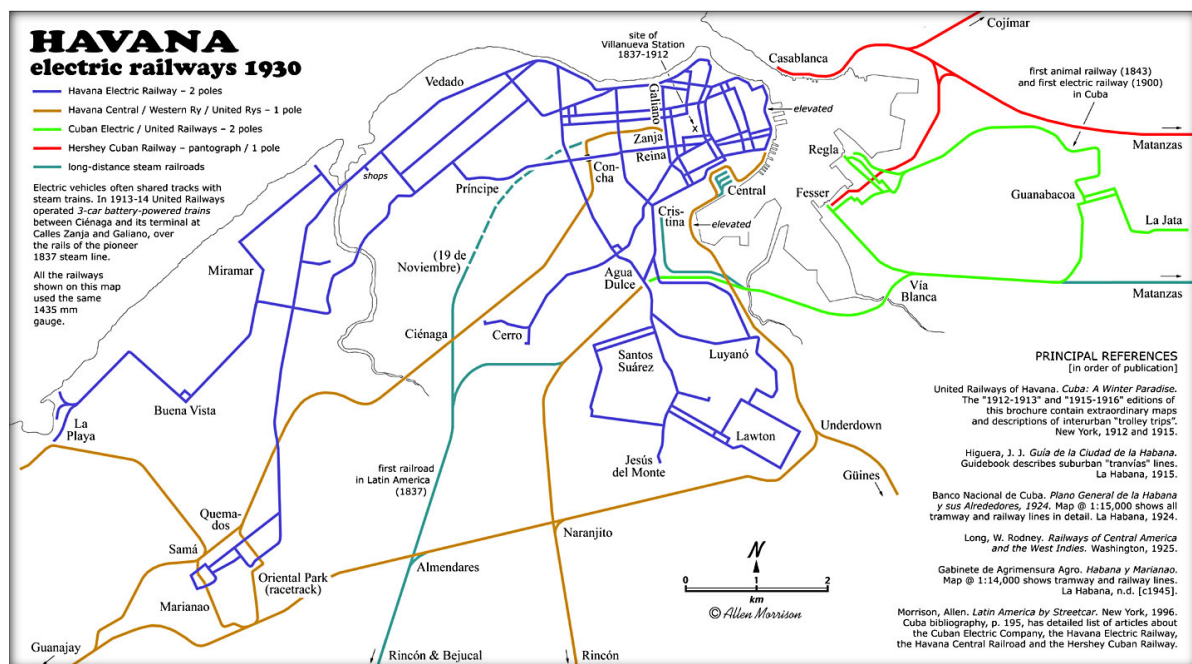 HAVANA
electric railways 1930
Havana Electric Railway – 2 poles
Havana Central / Western Ry / United Rys – 1 pole
Cuban Electric / United Railways – 2 poles
Hershey Cuban Railway – pantograph / 1 pole
long-distance steam railroads
Electric vehicles often shared tracks with
steam trains. In 1913-14 United Railways
operated 3-car battery-powered trains
between Ciénaga and its terminal at
Calles Zanja and Galiano, over
the rails of the pioneer
1837 steam line.
All the railways
shown on this map
used the same
1435 mm
gauge.
site of
Villanueva Station
1837-1912
Cojímar
Casablanca
Vedado
first animal railway (1843)
and first electric railway (1900)
in Cuba
Galiano
elevated
X
Zanja
Reina
Matanzas
Regla
shops
Con-
cha
Príncipe
Central
Fesser
Guanabacoa
Cris-
tina
elevated
La Jata
(19 de
Noviembre)
Miramar
Agua
Dulce
Vía
Blanca
Matanzas
Ciénaga
Cerro
Santos
Suárez
Luyanó
Buena Vista
La
Playa
Lawton
Underdown
Jesús
del Monte
Güines
first railroad
in Latin America
(1837)
Quema-
dos
Naranjito
Samá
Almendares
Oriental Park
(racetrack)
Marianao
Guanajay
Rincón & Bejucal
Rincón
N
0 1 2
km
© Allen Morrison
PRINCIPAL REFERENCES
[in order of publication]
United Railways of Havana. Cuba: A Winter Paradise.
The "1912-1913" and "1915-1916" editions of
this brochure contain extraordinary maps
and descriptions of interurban "trolley trips".
New York, 1912 and 1915.
Higuera, J. J. Guía de la Ciudad de la Habana.
Guidebook describes suburban "tranvías" lines.
La Habana, 1915.
Banco Nacional de Cuba. Plano General de la Habana
y sus Alrededores, 1924. Map @ 1:15,000 shows all
tramway and railway lines in detail. La Habana, 1924.
Long, W. Rodney. Railways of Central America
and the West Indies. Washington, 1925.
Gabinete de Agrimensura Agro. Habana y Marianao.
Map @ 1:14,000 shows tramway and railway lines.
La Habana, n.d. [c1945].
Morrison, Allen. Latin America by Streetcar. New York, 1996.
Cuba bibliography, p. 195, has detailed list of articles about
the Cuban Electric Company, the Havana Electric Railway,
the Havana Central Railroad and the Hershey Cuban Railway.